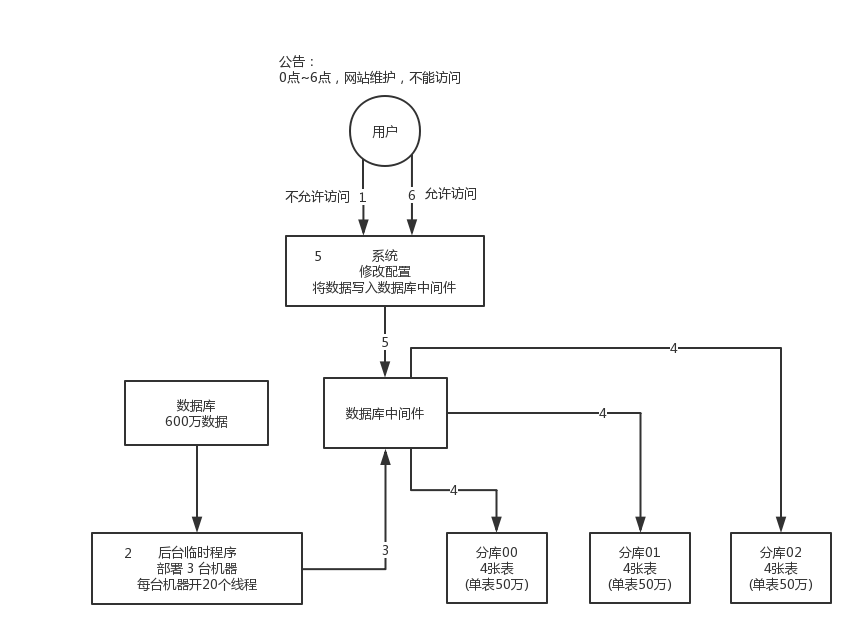 公告：
0点~6点，网站维护，不能访问
用户
不允许访问 1
6 允许访问
5 系统
修改配置
将数据写入数据库中间件
5
4
数据库
600万数据
数据库中间件
4
4
2 后台临时程序
部署 3 台机器
每台机器开20个线程
3
分库00
4张表
(单表50万)
分库01
4张表
(单表50万)
分库02
4张表
(单表50万)